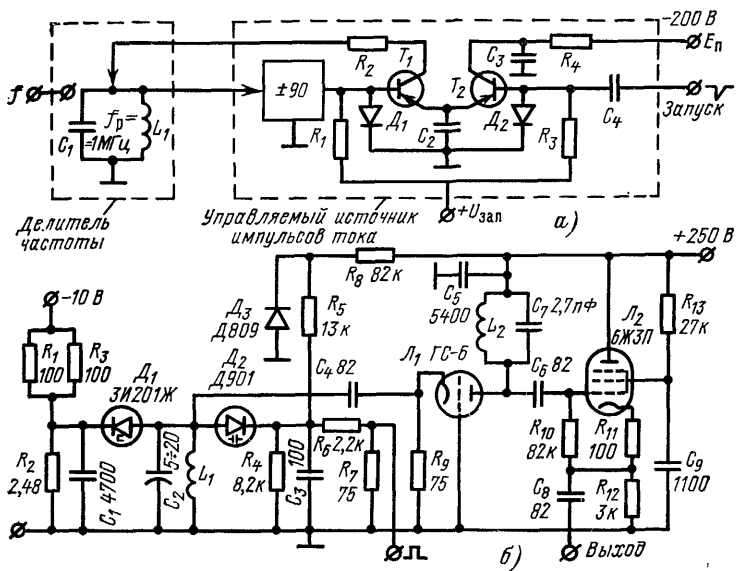 −200 В
Eп
R2
T1
T2
C3
R4
f
±90
fр=
=1МГц
C1
L1
R1
Д1
C2
Д2
R3
C4
Запуск
+Uзап
а)
Делитель
частоты
Управляемый источник
импульсов тока
+250 В
R8 82к
C5
5400
L2
C7 2,7пФ
Л2
6Ж3П
R13
27к
−10 В
R1
100
R3
100
Д3
Д809
R5
13к
Д1
3И201Ж
Д2
Д901
C4 82
Л1 ГС-6
C6 82
R2
2,48
C1 4700
C2
5÷20
L1
R4
8,2к
C3
100
R6 2,2к
R7
75
R9
75
R10
82к
R11
100
C8
82
R12
3к
C9
1100
Выход
б)